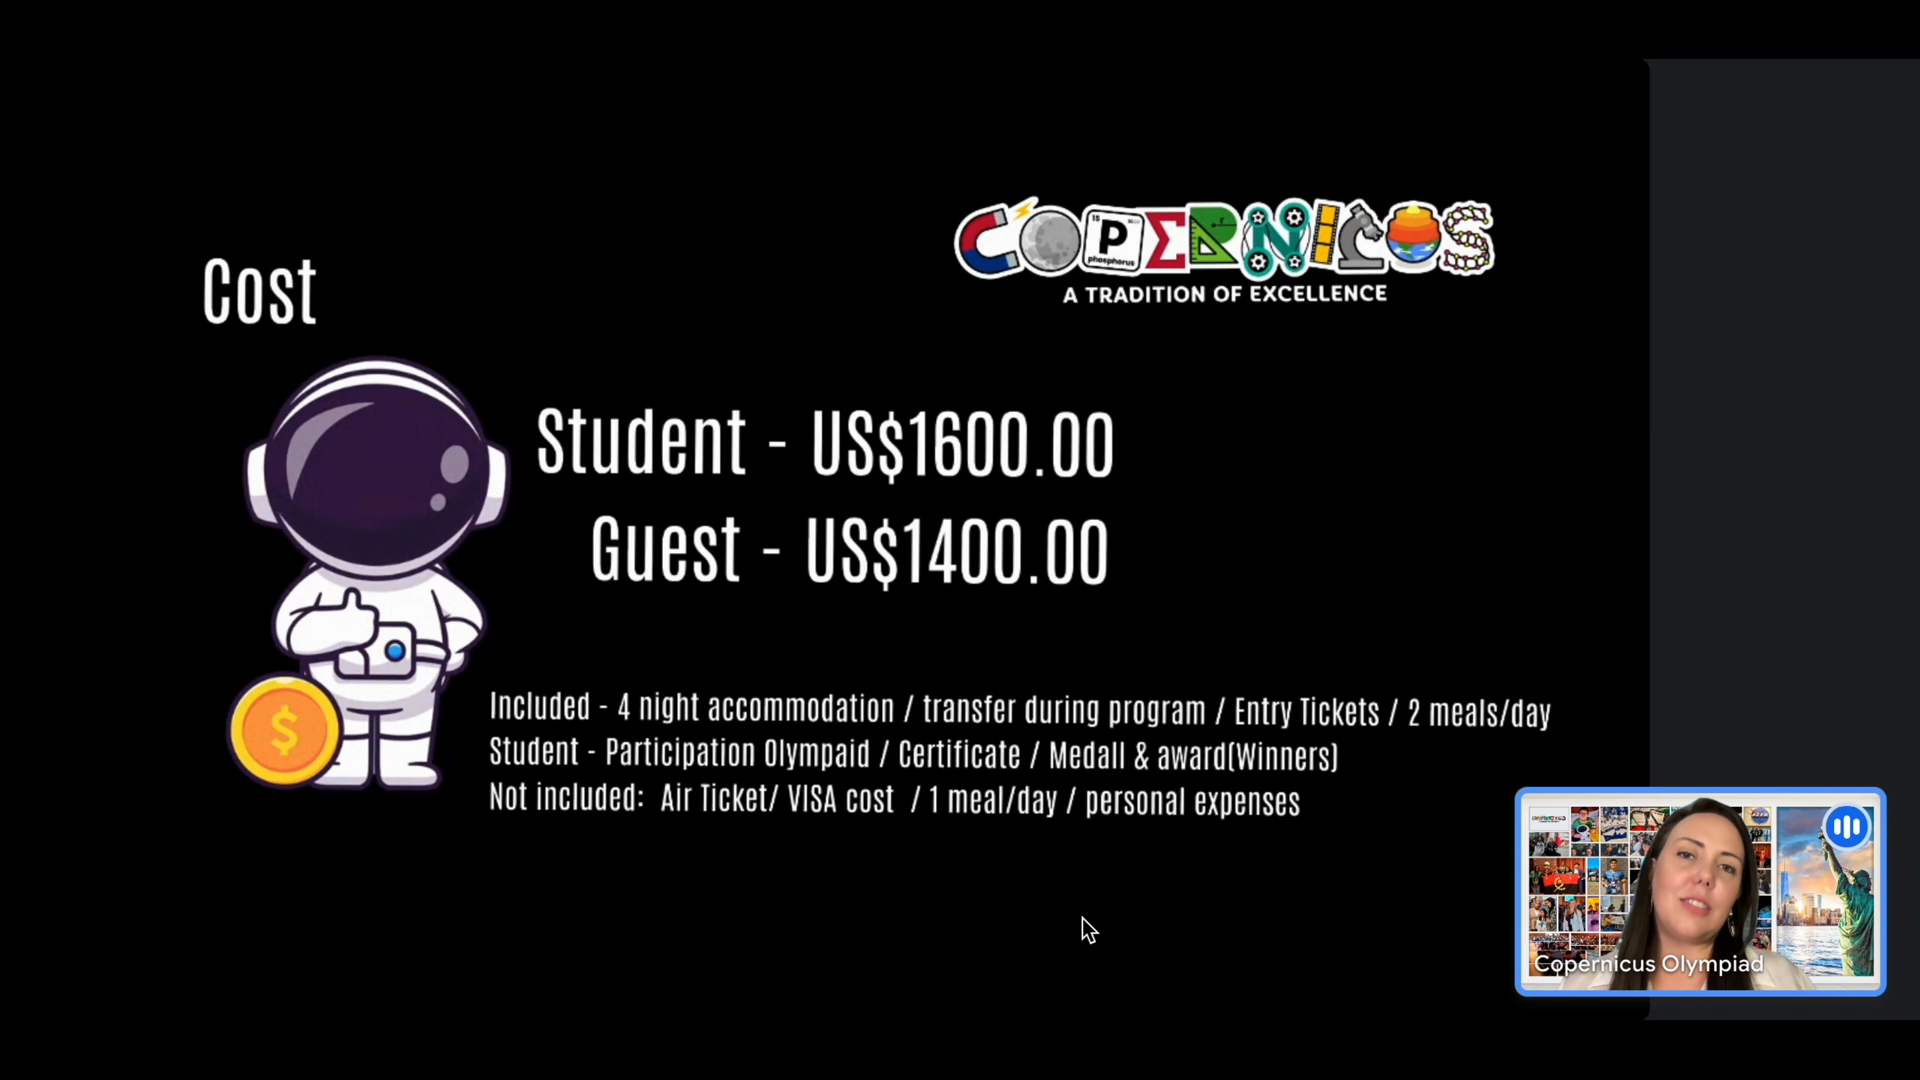 COPERNICUS
A TRADITION OF EXCELLENCE
Cost
Student - US$1600.00
Guest - US$1400.00
Included - 4 night accommodation / transfer during program / Entry Tickets / 2 meals/day
Student - Participation Olympaid / Certificate / Medall & award(Winners)
Not included: Air Ticket/ VISA cost / 1 meal/day / personal expenses
15
P
phosphorus
$
Copernicus Olympiad